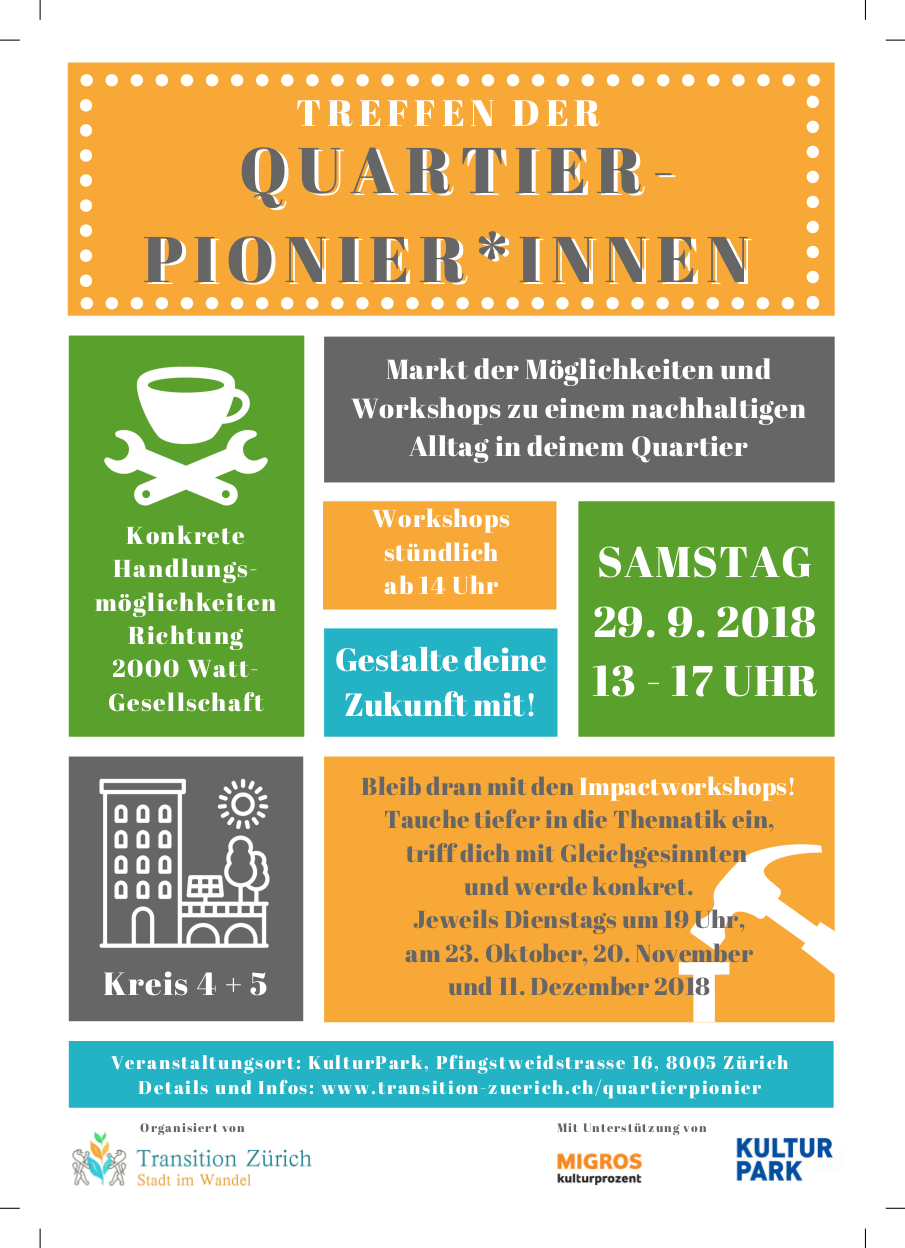 TREFFEN DER
QUARTIER-
PIONIER*INNEN
Konkrete
Handlungs-
möglichkeiten
Richtung
2000 Watt-
Gesellschaft
Markt der Möglichkeiten und
Workshops zu einem nachhaltigen
Alltag in deinem Quartier
Workshops
stündlich
ab 14 Uhr
Gestalte deine
Zukunft mit!
SAMSTAG
29. 9. 2018
13 - 17 UHR
Kreis 4 + 5
Bleib dran mit den Impactworkshops!
Tauche tiefer in die Thematik ein,
triff dich mit Gleichgesinnten
und werde konkret.
Jeweils Dienstags um 19 Uhr,
am 23. Oktober, 20. November
und 11. Dezember 2018
Veranstaltungsort: KulturPark, Pfingstweidstrasse 16, 8005 Zürich
Details und Infos: www.transition-zuerich.ch/quartierpionier
Organisiert von
Transition Zürich
Stadt im Wandel
Mit Unterstützung von
MIGROS
kulturprozent
KULTUR
PARK